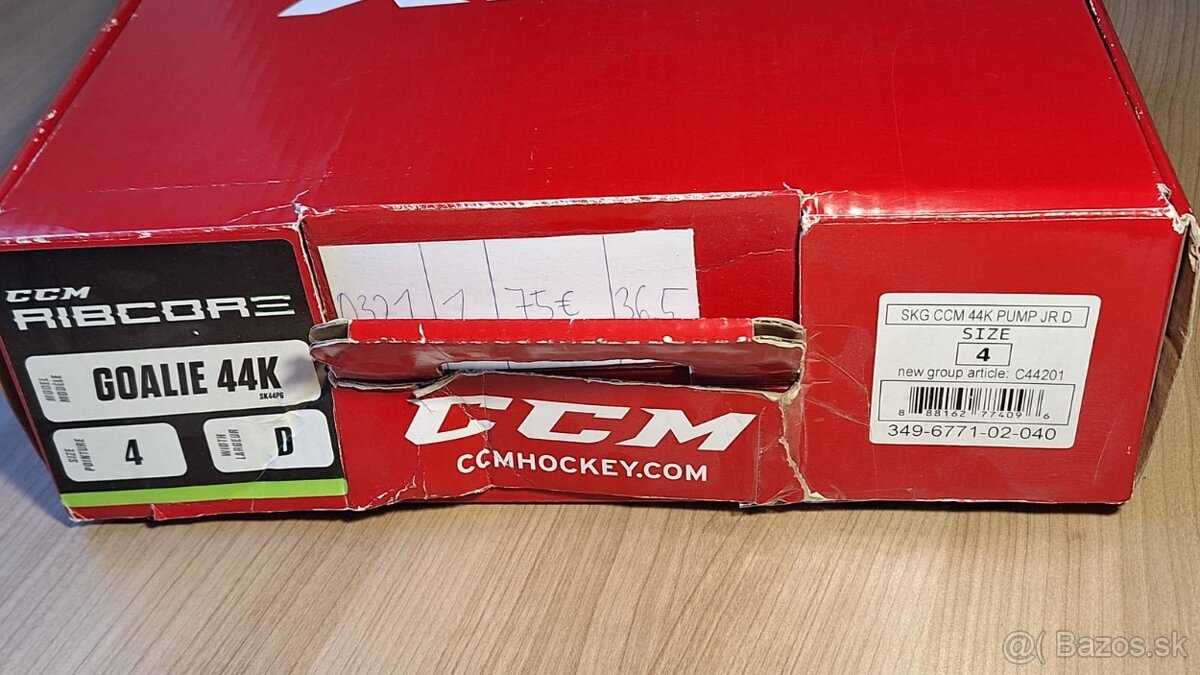 CCM
RIBCORE
MODEL
MODÈLE
GOALIE 44K
SK44PG
SIZE
POINTURE
4
WIDTH
LARGEUR
D
1
75€
36,5
CCM
CCMHOCKEY.COM
SKG CCM 44K PUMP JR D
SIZE
4
new group article: C44201
8 88162 77409 6
349-6771-02-040
@( Bazos.sk